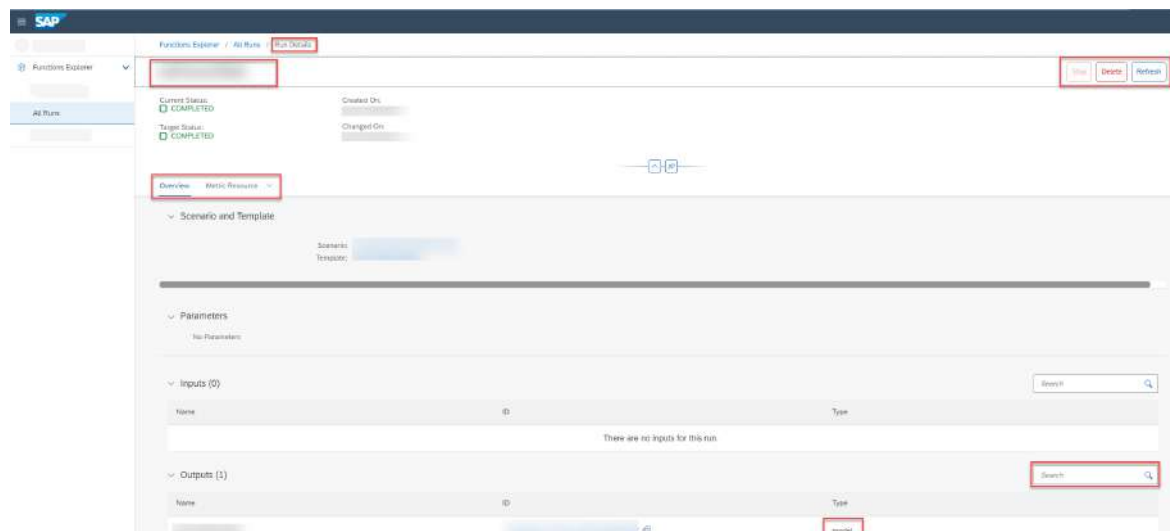 SAP
Functions Explorer / All Runs / Run Details
Functions Explorer
All Runs
Stop Delete Refresh
Current Status: Created On:
COMPLETED
Target Status: Changed On:
COMPLETED
Overview Metric Resource
Scenario and Template
Scenario:
Template:
Parameters
No Parameters
Inputs (0) Search
Name ID Type
There are no inputs for this run
Outputs (1) Search
Name ID Type
model